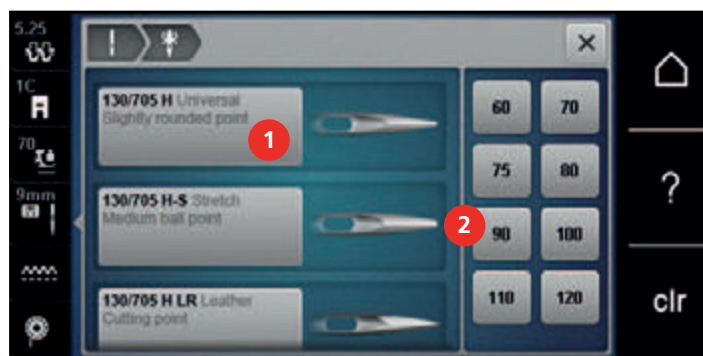 5.25
1C
70
9mm
130/705 H Universal
Slightly rounded point
1
130/705 H-S Stretch
Medium ball point
2
130/705 H LR Leather
Cutting point
60 70
75 80
90 100
110 120
?
clr